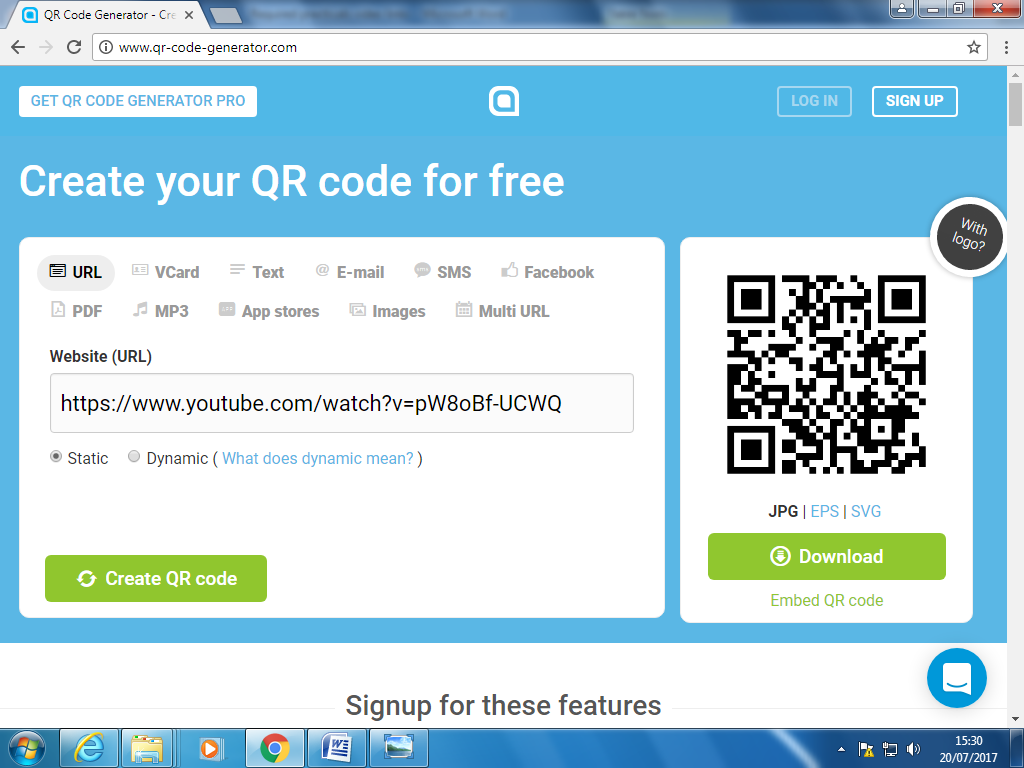 QR Code Generator - Cre
www.qr-code-generator.com
GET QR CODE GENERATOR PRO
LOG IN
SIGN UP
Create your QR code for free
With
logo?
URL
VCard
Text
E-mail
SMS
Facebook
PDF
MP3
App stores
Images
Multi URL
Website (URL)
https://www.youtube.com/watch?v=pW8oBf-UCWQ
Static
Dynamic ( What does dynamic mean? )
Create QR code
JPG | EPS | SVG
Download
Embed QR code
Signup for these features
15:30
20/07/2017